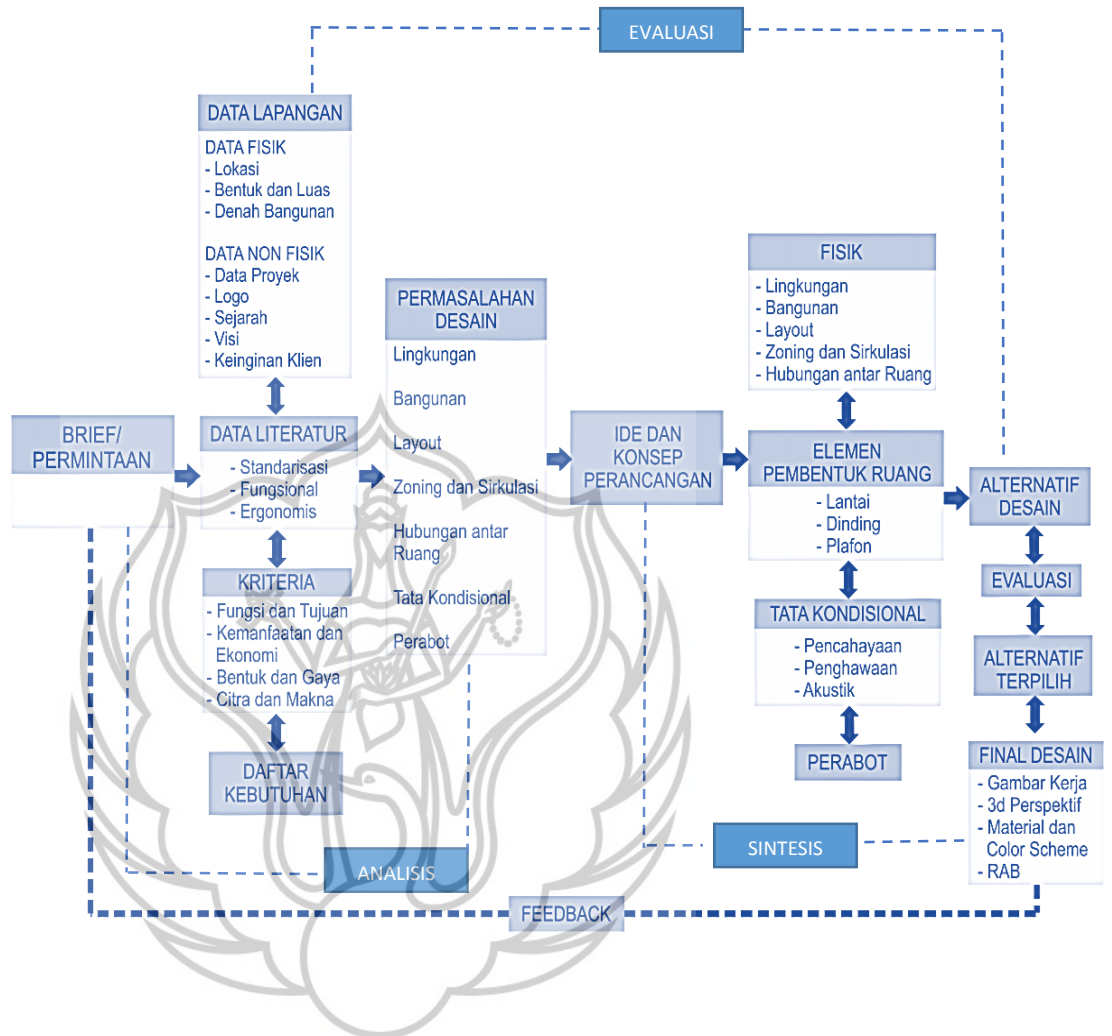 EVALUASI
DATA LAPANGAN
DATA FISIK
- Lokasi
- Bentuk dan Luas
- Denah Bangunan
DATA NON FISIK
- Data Proyek
- Logo
- Sejarah
- Visi
- Keinginan Klien
BRIEF/
PERMINTAAN
DATA LITERATUR
- Standarisasi
- Fungsional
- Ergonomis
KRITERIA
- Fungsi dan Tujuan
- Kemanfaatan dan
Ekonomi
- Bentuk dan Gaya
- Citra dan Makna
DAFTAR
KEBUTUHAN
PERMASALAHAN
DESAIN
Lingkungan
Bangunan
Layout
Zoning dan Sirkulasi
Hubungan antar
Ruang
Tata Kondisional
Perabot
ANALISIS
IDE DAN
KONSEP
PERANCANGAN
FISIK
- Lingkungan
- Bangunan
- Layout
- Zoning dan Sirkulasi
- Hubungan antar Ruang
ELEMEN
PEMBENTUK RUANG
- Lantai
- Dinding
- Plafon
TATA KONDISIONAL
- Pencahayaan
- Penghawaan
- Akustik
PERABOT
SINTESIS
ALTERNATIF
DESAIN
EVALUASI
ALTERNATIF
TERPILIH
FINAL DESAIN
- Gambar Kerja
- 3d Perspektif
- Material dan
Color Scheme
- RAB
FEEDBACK